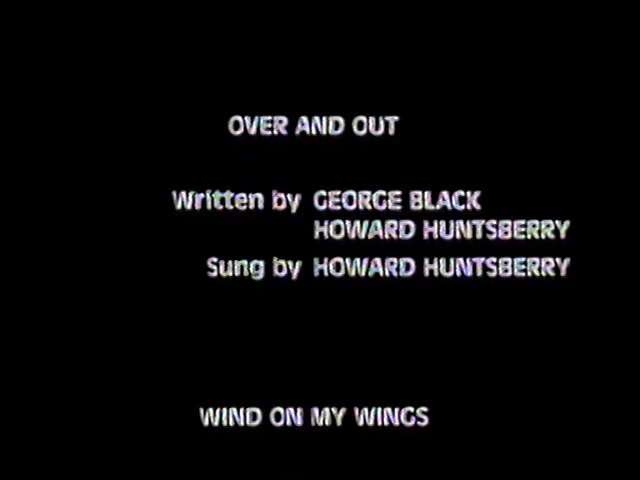 OVER AND OUT
Written by GEORGE BLACK
HOWARD HUNTSBERRY
Sung by HOWARD HUNTSBERRY
WIND ON MY WINGS